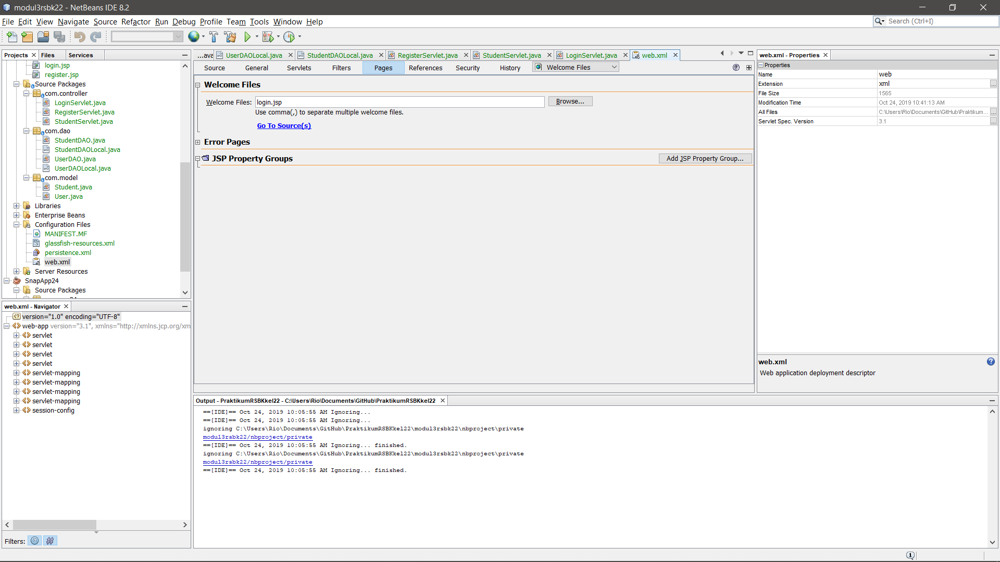 modul3rsbk22 - NetBeans IDE 8.2
File Edit View Navigate Source Refactor Run Debug Profile Team Tools Window Help
Search (Ctrl+I)
Projects Files Services
login.jsp
register.jsp
Source Packages
com.controller
LoginServlet.java
RegisterServlet.java
StudentServlet.java
com.dao
StudentDAO.java
StudentDAOLocal.java
UserDAO.java
UserDAOLocal.java
com.model
Student.java
User.java
Libraries
Enterprise Beans
Configuration Files
MANIFEST.MF
glassfish-resources.xml
persistence.xml
web.xml
Server Resources
SnapApp24
Source Packages
web.xml - Navigator
version="1.0" encoding="UTF-8"
web-app version="3.1", xmlns="http://xmlns.jcp.org/xm
servlet
servlet
servlet
servlet
servlet-mapping
servlet-mapping
servlet-mapping
servlet-mapping
session-config
Filters:
...ava UserDAOLocal.java StudentDAOLocal.java RegisterServlet.java StudentServlet.java LoginServlet.java web.xml
Source General Servlets Filters Pages References Security History Welcome Files
Welcome Files
Welcome Files: login.jsp Browse...
Use comma(,) to separate multiple welcome files.
Go To Source(s)
Error Pages
JSP Property Groups Add JSP Property Group...
web.xml - Properties
Properties
Name web
Extension xml
File Size 1565
Modification Time Oct 24, 2019 10:41:13 AM
All Files C:\Users\Rio\Documents\GitHub\Praktikum...
Servlet Spec. Version 3.1
web.xml
Web application deployment descriptor
Output - PraktikumRSBKkel22 - C:\Users\Rio\Documents\GitHub\PraktikumRSBKkel22
==[IDE]== Oct 24, 2019 10:05:55 AM Ignoring...
==[IDE]== Oct 24, 2019 10:05:55 AM Ignoring...
ignoring C:\Users\Rio\Documents\GitHub\PraktikumRSBKkel22\modul3rsbk22\nbproject\private
modul3rsbk22/nbproject/private
==[IDE]== Oct 24, 2019 10:05:55 AM Ignoring... finished.
ignoring C:\Users\Rio\Documents\GitHub\PraktikumRSBKkel22\modul3rsbk22\nbproject\private
modul3rsbk22/nbproject/private
==[IDE]== Oct 24, 2019 10:05:55 AM Ignoring... finished.
1